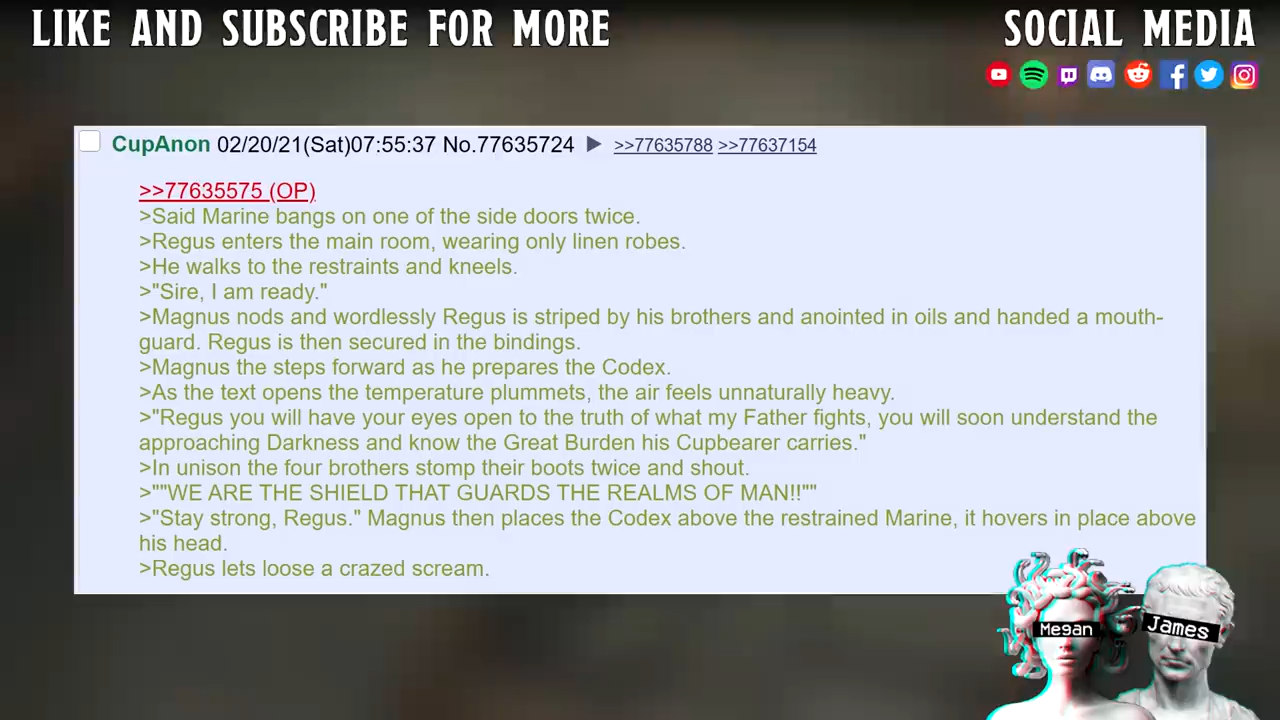 LIKE AND SUBSCRIBE FOR MORE
SOCIAL MEDIA
CupAnon 02/20/21(Sat)07:55:37 No.77635724 ▶ >>77635788 >>77637154
>>77635575 (OP)
>Said Marine bangs on one of the side doors twice.
>Regus enters the main room, wearing only linen robes.
>He walks to the restraints and kneels.
>"Sire, I am ready."
>Magnus nods and wordlessly Regus is striped by his brothers and anointed in oils and handed a mouth-
guard. Regus is then secured in the bindings.
>Magnus the steps forward as he prepares the Codex.
>As the text opens the temperature plummets, the air feels unnaturally heavy.
>"Regus you will have your eyes open to the truth of what my Father fights, you will soon understand the
approaching Darkness and know the Great Burden his Cupbearer carries."
>In unison the four brothers stomp their boots twice and shout.
>""WE ARE THE SHIELD THAT GUARDS THE REALMS OF MAN!!""
>"Stay strong, Regus." Magnus then places the Codex above the restrained Marine, it hovers in place above
his head.
>Regus lets loose a crazed scream.
Megan
James